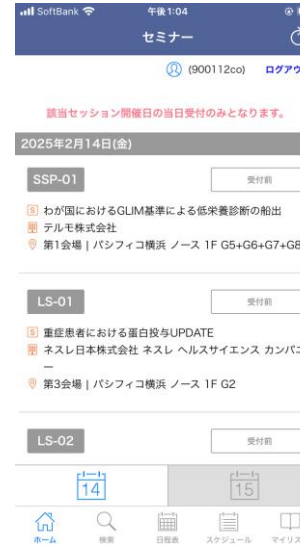 SoftBank 午後1:04
セミナー
(900112co) ログアウ
該当セッション開催日の当日受付のみとなります。
2025年2月14日(金)
SSP-01 受付前
S わが国におけるGLIM基準による低栄養診断の船出
テルモ株式会社
第1会場 | パシフィコ横浜 ノース 1F G5+G6+G7+G8
LS-01 受付前
S 重症患者における蛋白投与UPDATE
ネスレ日本株式会社 ネスレ ヘルスサイエンス カンパニ
ー
第3会場 | パシフィコ横浜 ノース 1F G2
LS-02 受付前
14 15
ホーム 検索 日程表 スケジュール マイリス